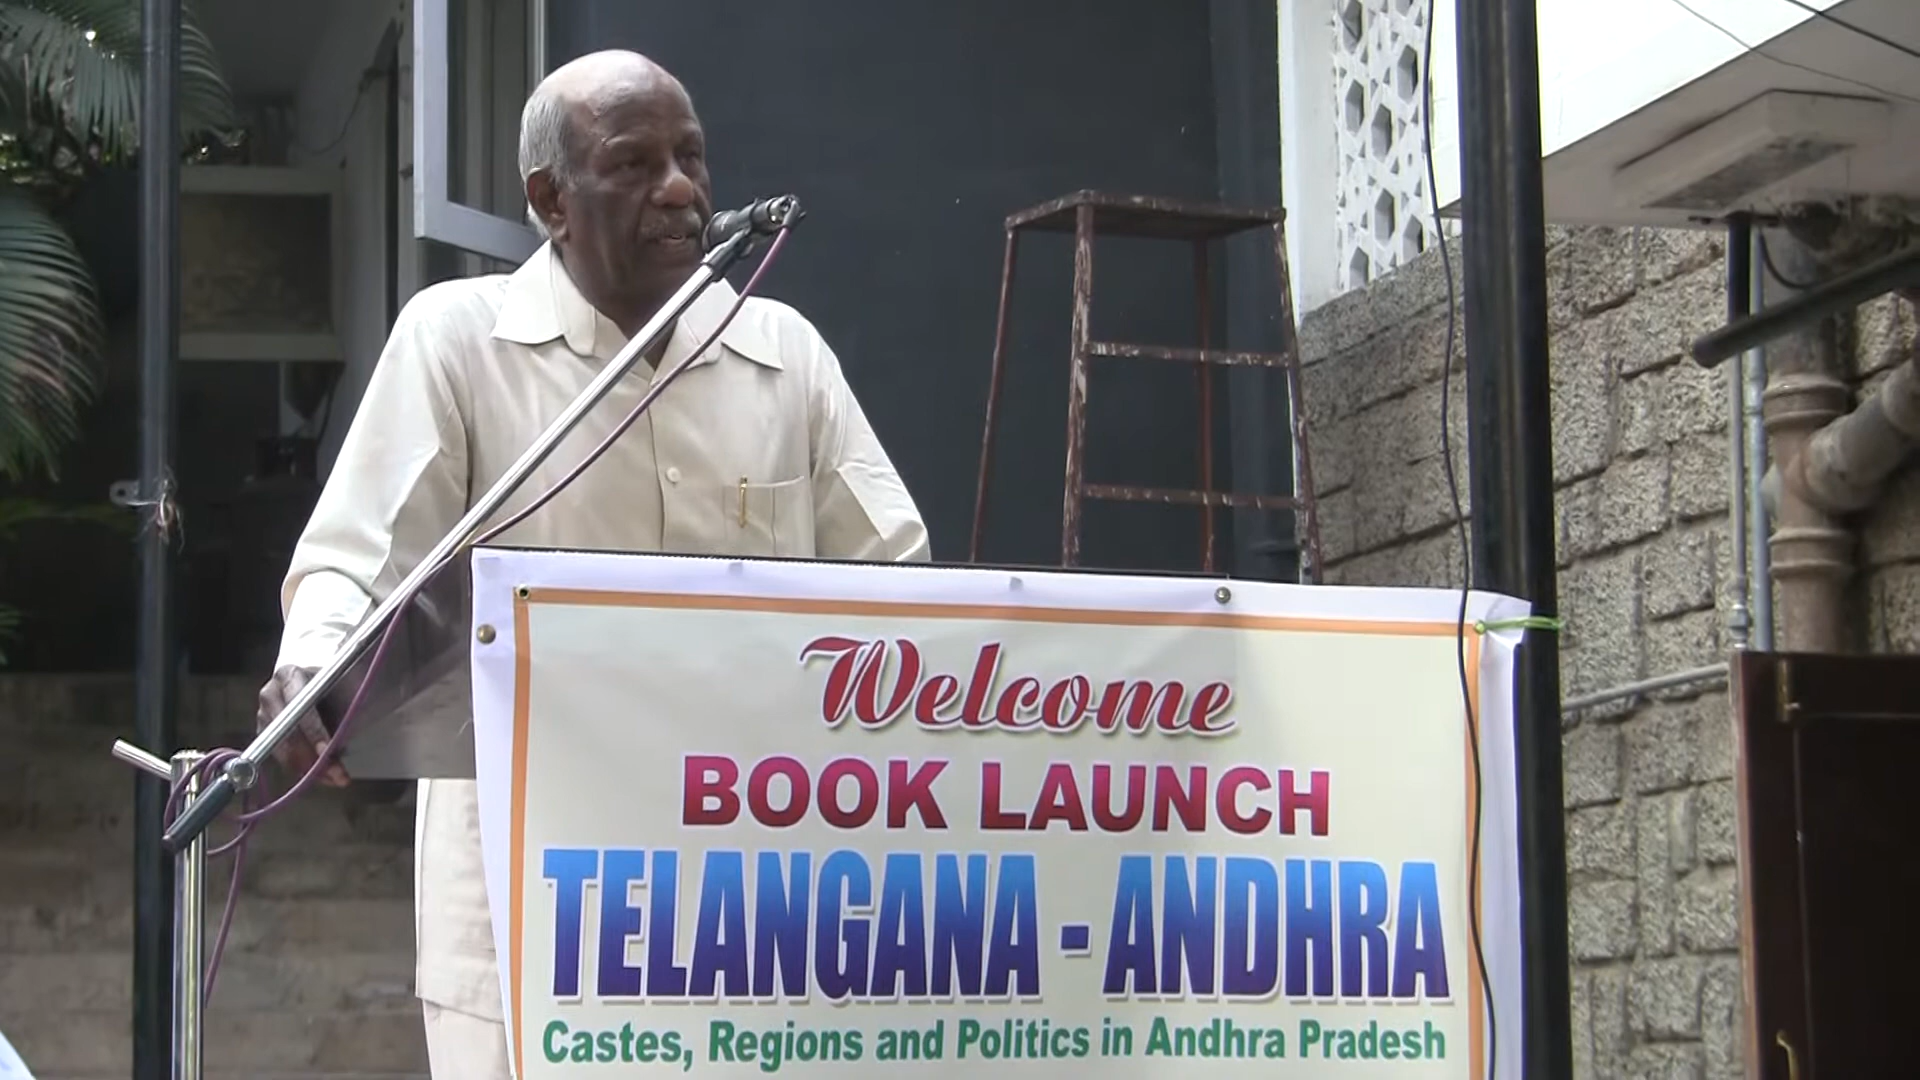 Welcome
BOOK LAUNCH
TELANGANA - ANDHRA
Castes, Regions and Politics in Andhra Pradesh